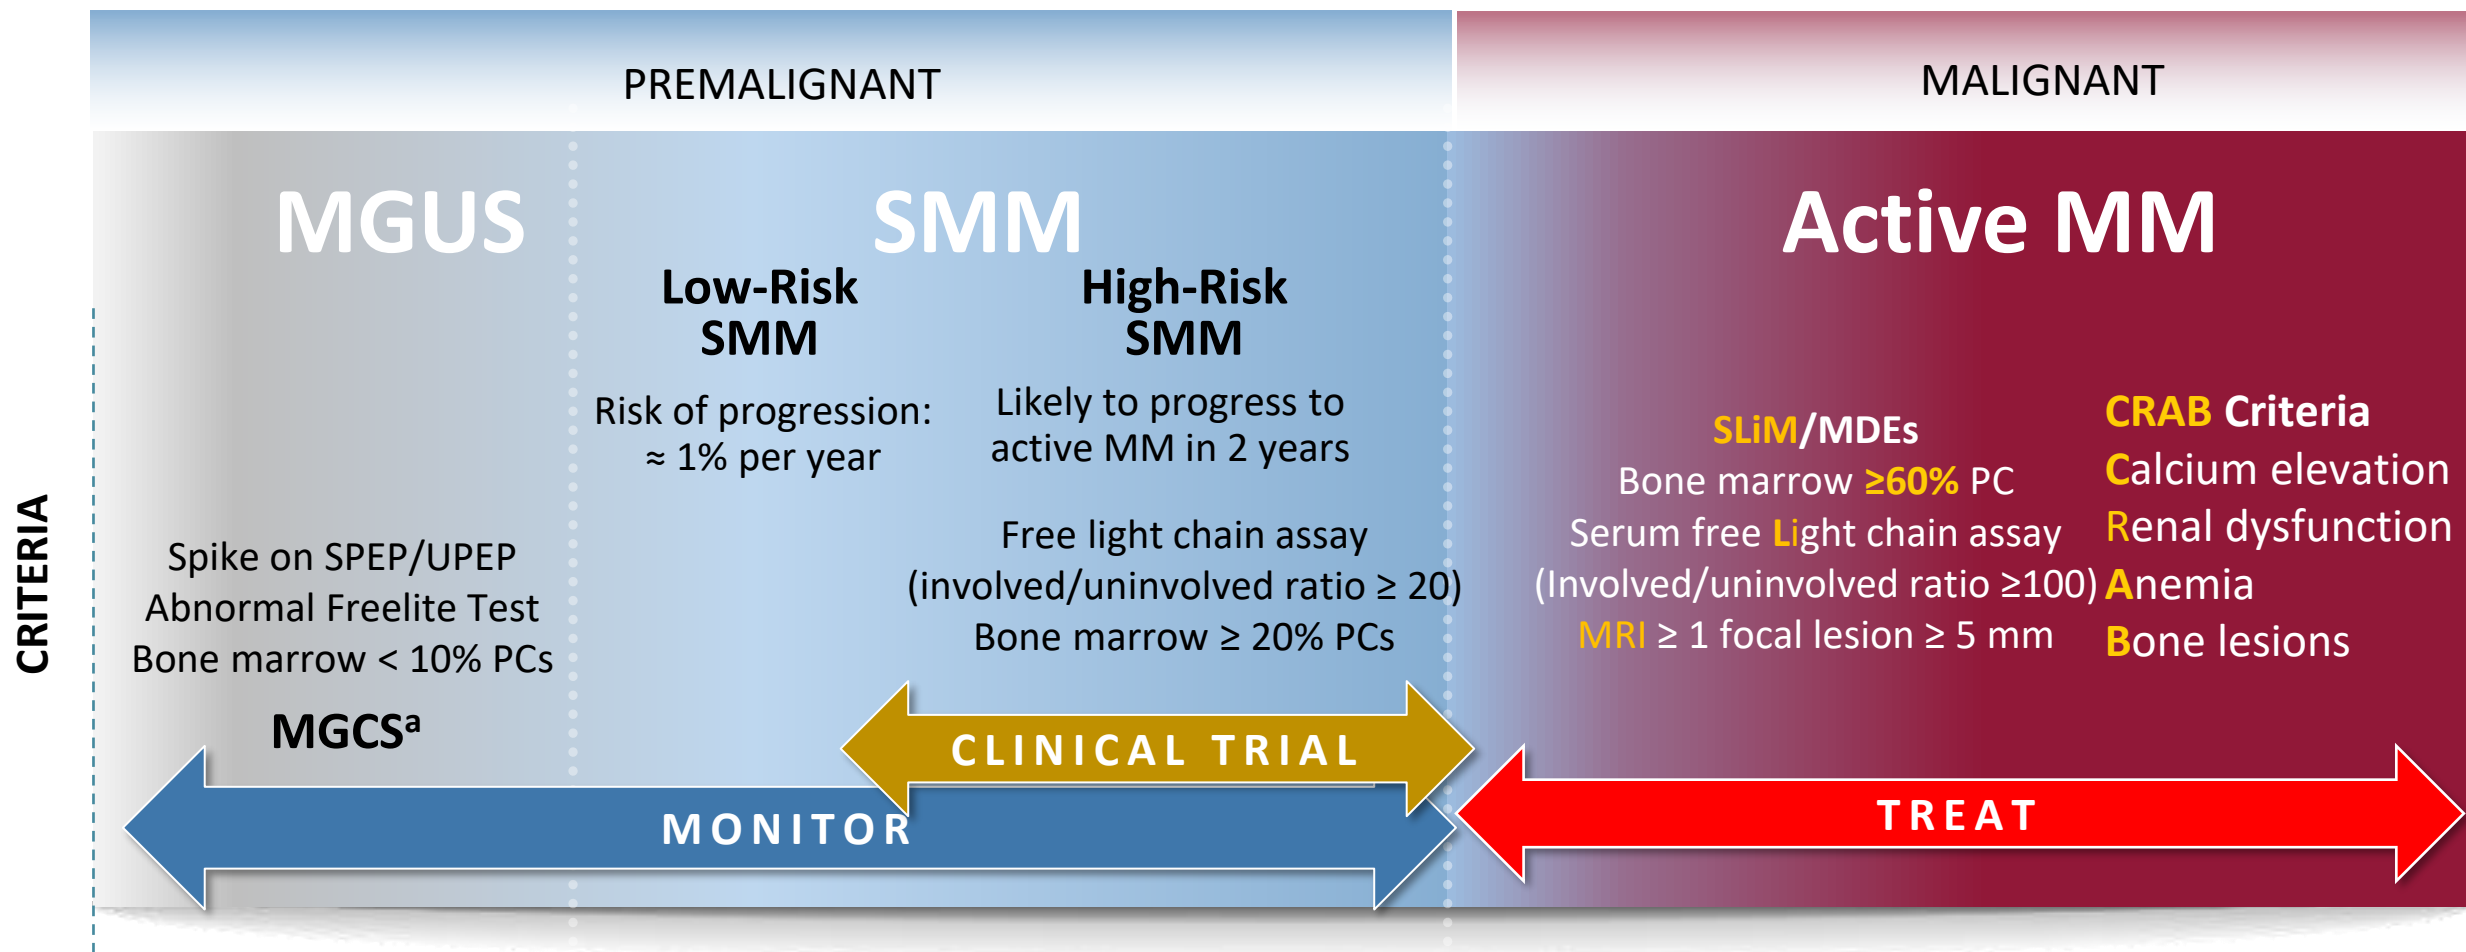 PREMALIGNANT
MALIGNANT
MGUS
SMM
Active MM
Low-Risk
SMM
High-Risk
SMM
Risk of progression:
≈ 1% per year
Likely to progress to
active MM in 2 years
Free light chain assay
(involved/uninvolved ratio ≥ 20)
Bone marrow ≥ 20% PCs
SLiM/MDEs
Bone marrow ≥60% PC
Serum free Light chain assay
(Involved/uninvolved ratio ≥100)
MRI ≥ 1 focal lesion ≥ 5 mm
CRAB Criteria
Calcium elevation
Renal dysfunction
Anemia
Bone lesions
CRITERIA
Spike on SPEP/UPEP
Abnormal Freelite Test
Bone marrow < 10% PCs
MGCSᵃ
CLINICAL TRIAL
MONITOR
TREAT